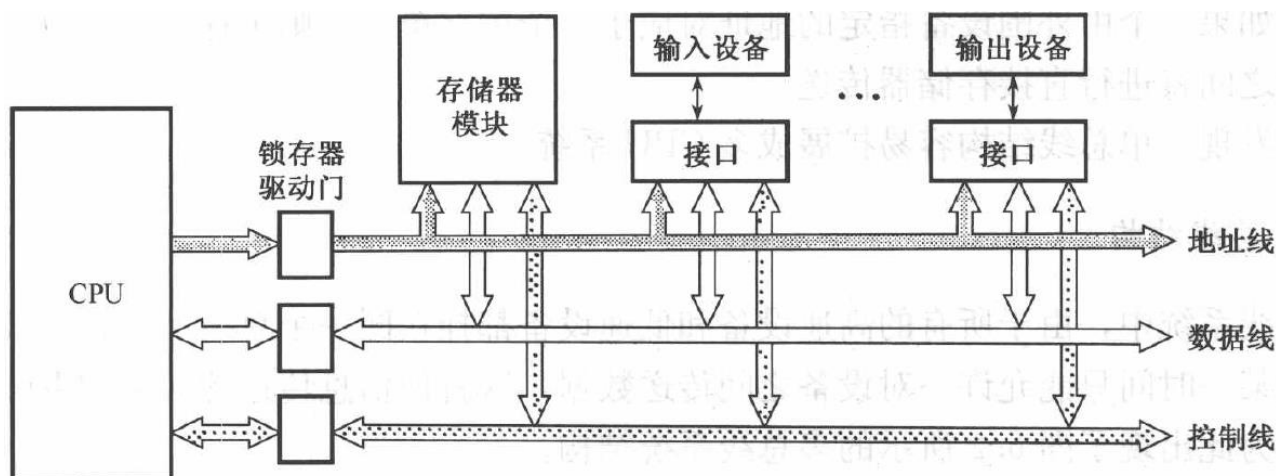 存储器
模块
输入设备
输出设备
…
接口
接口
锁存器
驱动门
CPU
地址线
数据线
控制线